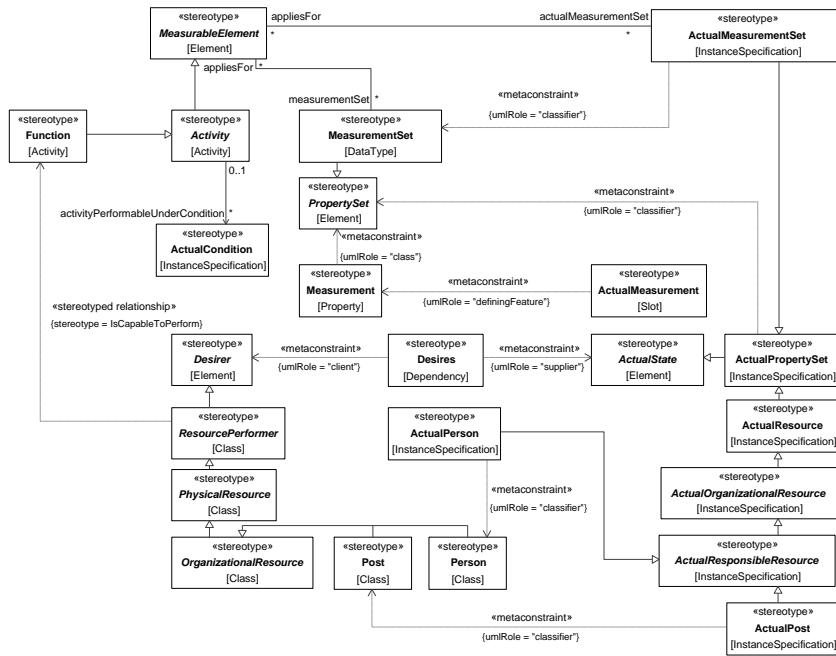 appliesFor
actualMeasurementSet
«stereotype»
MeasurableElement
[Element]
*
*
«stereotype»
ActualMeasurementSet
[InstanceSpecification]
appliesFor
*
measurementSet
*
«metaconstraint»
{umlRole = "classifier"}
«stereotype»
Function
[Activity]
«stereotype»
Activity
[Activity]
«stereotype»
MeasurementSet
[DataType]
0..1
activityPerformableUnderCondition
*
«stereotype»
ActualCondition
[InstanceSpecification]
«stereotype»
PropertySet
[Element]
«metaconstraint»
{umlRole = "classifier"}
«metaconstraint»
{umlRole = "class"}
«stereotype»
Measurement
[Property]
«metaconstraint»
{umlRole = "definingFeature"}
«stereotype»
ActualMeasurement
[Slot]
«stereotyped relationship»
{stereotype = IsCapableToPerform}
«stereotype»
Desirer
[Element]
«metaconstraint»
{umlRole = "client"}
«stereotype»
Desires
[Dependency]
«metaconstraint»
{umlRole = "supplier"}
«stereotype»
ActualState
[Element]
«stereotype»
ActualPropertySet
[InstanceSpecification]
«stereotype»
ResourcePerformer
[Class]
«stereotype»
ActualPerson
[InstanceSpecification]
«stereotype»
ActualResource
[InstanceSpecification]
«stereotype»
PhysicalResource
[Class]
«metaconstraint»
{umlRole = "classifier"}
«stereotype»
ActualOrganizationalResource
[InstanceSpecification]
«stereotype»
OrganizationalResource
[Class]
«stereotype»
Post
[Class]
«stereotype»
Person
[Class]
«stereotype»
ActualResponsibleResource
[InstanceSpecification]
«metaconstraint»
{umlRole = "classifier"}
«stereotype»
ActualPost
[InstanceSpecification]